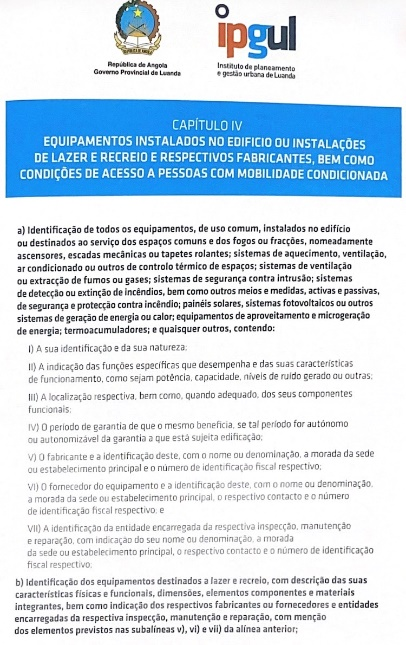 República de Angola
Governo Provincial de Luanda
ipgul
Instituto de planeamento
e gestão urbana de Luanda
CAPÍTULO IV
EQUIPAMENTOS INSTALADOS NO EDIFICIO OU INSTALAÇÕES
DE LAZER E RECREIO E RESPECTIVOS FABRICANTES, BEM COMO
CONDIÇÕES DE ACESSO A PESSOAS COM MOBILIDADE CONDICIONADA
a) Identificação de todos os equipamentos, de uso comum, instalados no edifício
ou destinados ao serviço dos espaços comuns e dos fogos ou fracções, nomeadamente
ascensores, escadas mecânicas ou tapetes rolantes; sistemas de aquecimento, ventilação,
ar condicionado ou outros de controlo térmico de espaços; sistemas de ventilação
ou extracção de fumos ou gases; sistemas de segurança contra intrusão; sistemas
de detecção ou extinção de incêndios, bem como outros meios e medidas, activas e passivas,
de segurança e protecção contra incêndio; painéis solares, sistemas fotovoltaicos ou outros
sistemas de geração de energia ou calor; equipamentos de aproveitamento e microgeração
de energia; termoacumuladores; e quaisquer outros, contendo:
I) A sua identificação e da sua natureza;
II) A indicação das funções específicas que desempenha e das suas características
de funcionamento, como sejam potência, capacidade, níveis de ruído gerado ou outras;
III) A localização respectiva, bem como, quando adequado, dos seus componentes
funcionais;
IV) O período de garantia de que o mesmo beneficia, se tal período for autónomo
ou autonomizável da garantia a que está sujeita edificação;
V) O fabricante e a identificação deste, com o nome ou denominação, a morada da sede
ou estabelecimento principal e o número de identificação fiscal respectivo;
VI) O fornecedor do equipamento e a identificação deste, com o nome ou denominação,
a morada da sede ou estabelecimento principal, o respectivo contacto e o número
de identificação fiscal respectivo; e
VII) A identificação da entidade encarregada da respectiva inspecção, manutenção
e reparação, com indicação do seu nome ou denominação, a morada
da sede ou estabelecimento principal, o respectivo contacto e o número de identificação
fiscal respectivo;
b) Identificação dos equipamentos destinados a lazer e recreio, com descrição das suas
características físicas e funcionais, dimensões, elementos componentes e materiais
integrantes, bem como indicação dos respectivos fabricantes ou fornecedores e entidades
encarregadas da respectiva inspecção, manutenção e reparação, com menção
dos elementos previstos nas subalíneas v), vi) e vii) da alínea anterior;